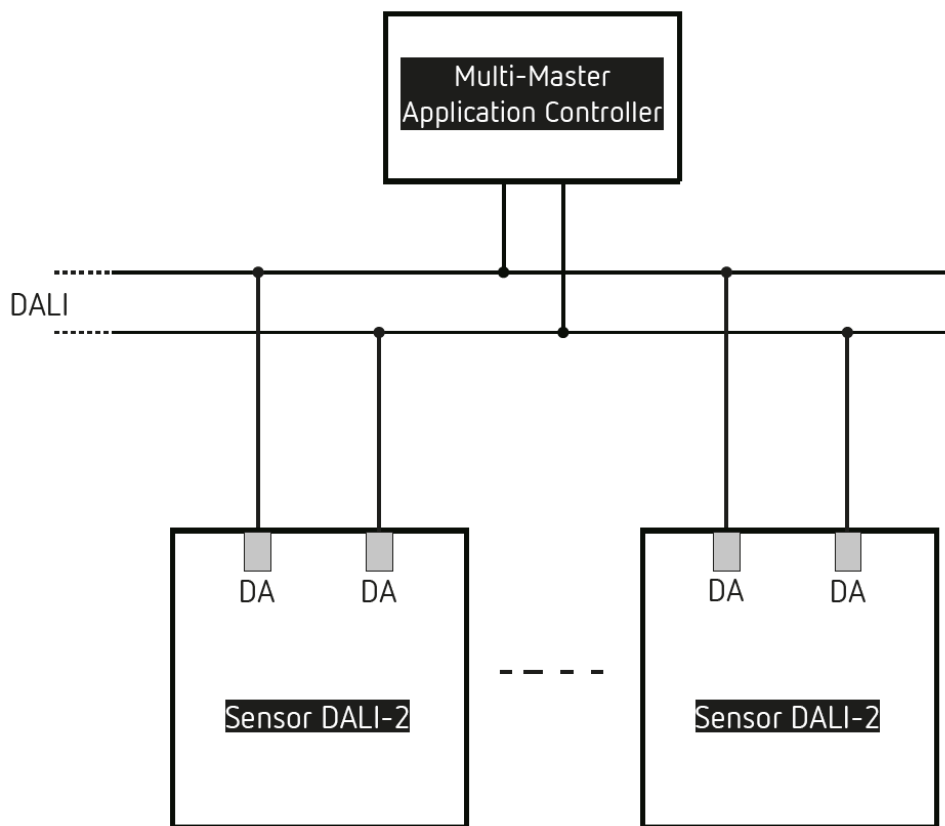 Multi-Master
Application Controller
DALI
DA
DA
DA
DA
Sensor DALI-2
Sensor DALI-2